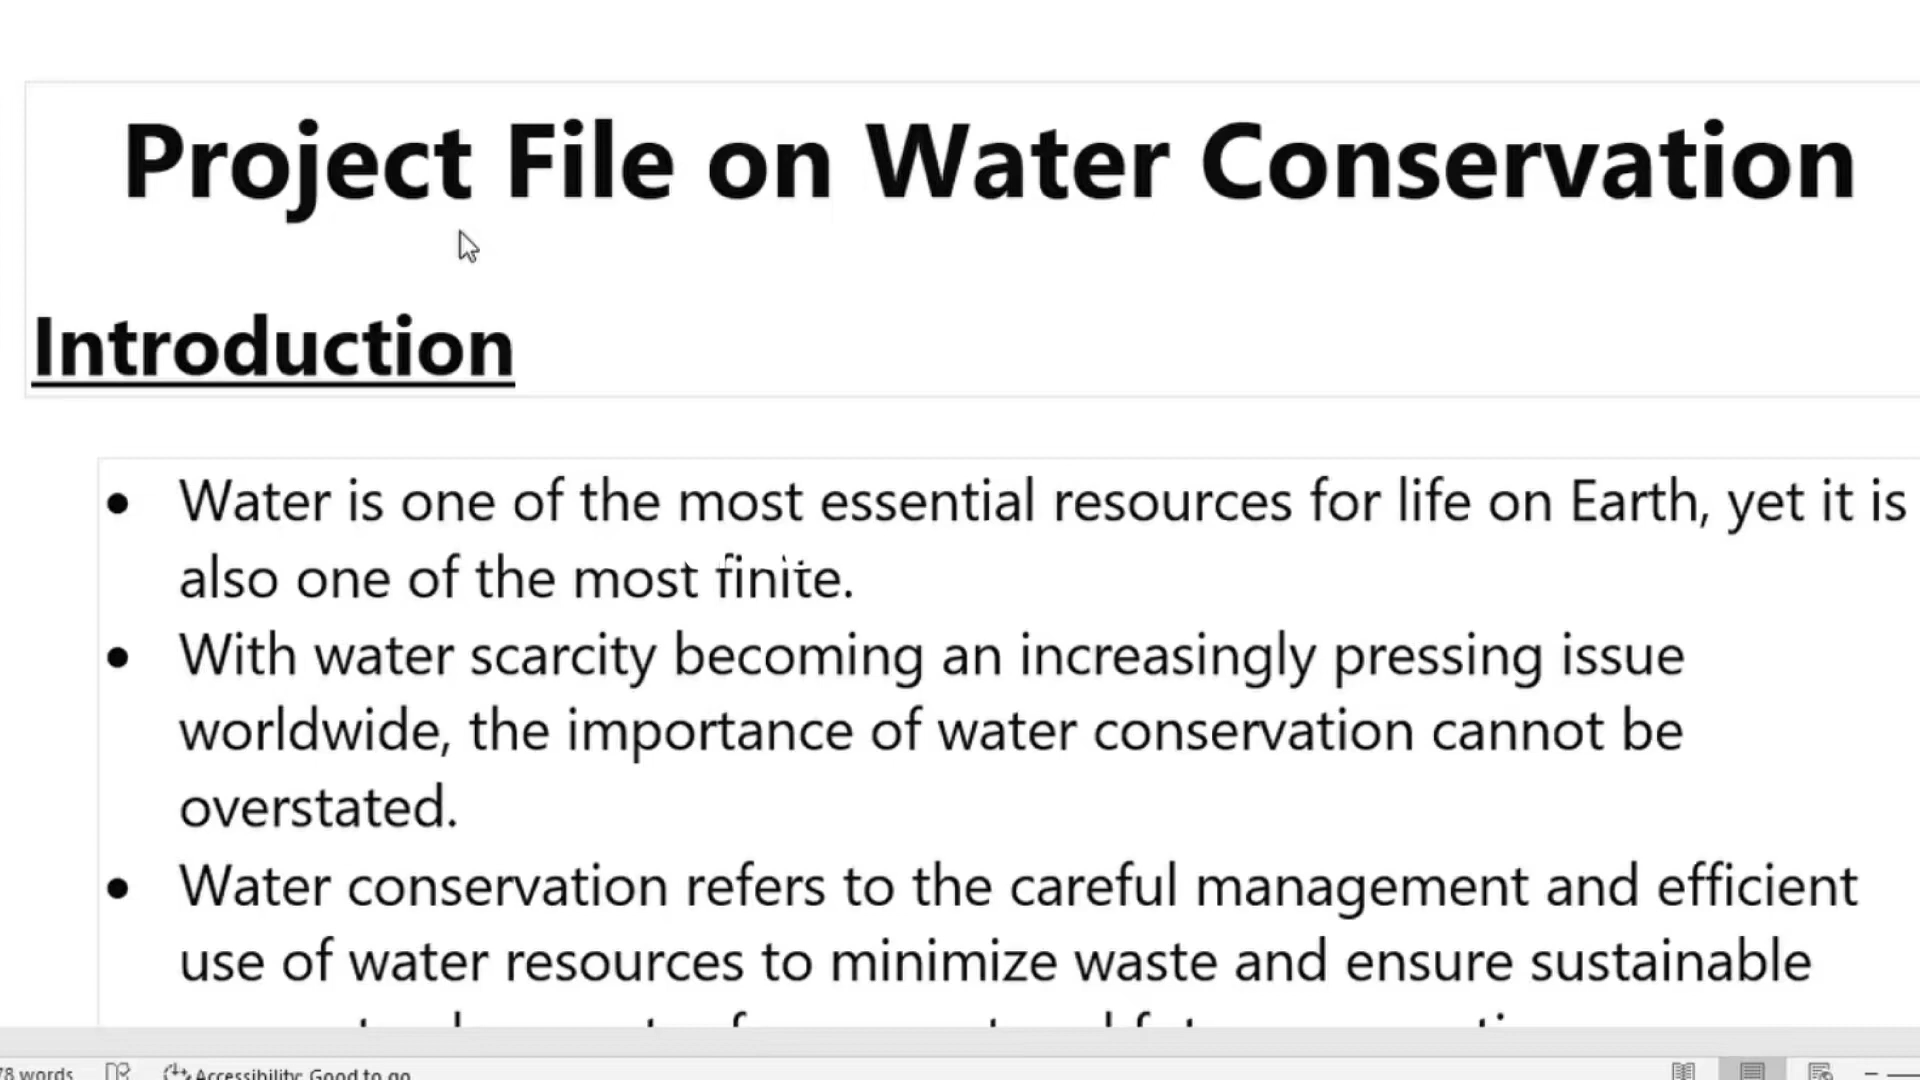 Project File on Water Conservation
Introduction
• Water is one of the most essential resources for life on Earth, yet it is
also one of the most finite.
• With water scarcity becoming an increasingly pressing issue
worldwide, the importance of water conservation cannot be
overstated.
• Water conservation refers to the careful management and efficient
use of water resources to minimize waste and ensure sustainable
words Accessibility: Good to go